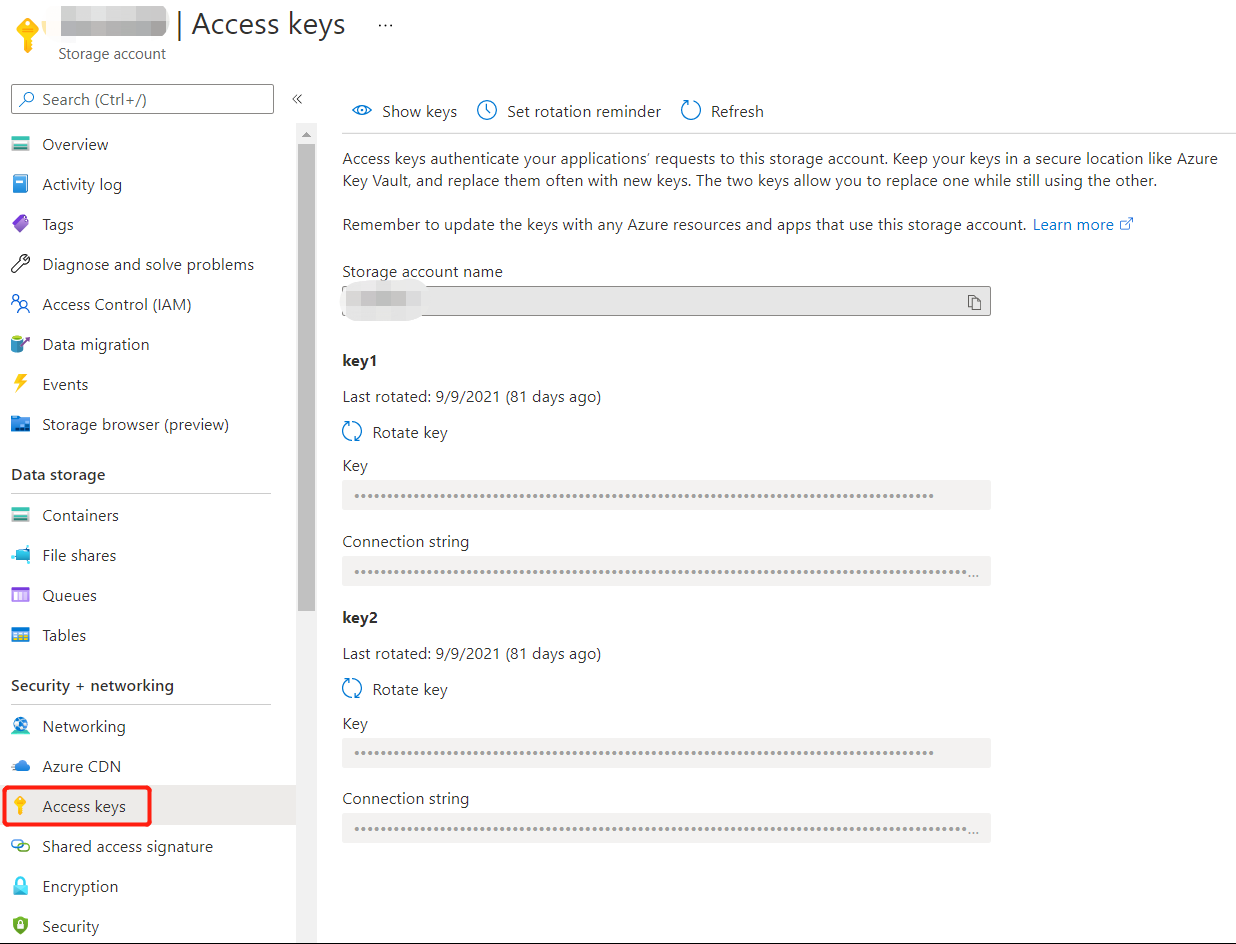 | Access keys ...
Storage account
Search (Ctrl+/)
«
Overview
Activity log
Tags
Diagnose and solve problems
Access Control (IAM)
Data migration
Events
Storage browser (preview)
Data storage
Containers
File shares
Queues
Tables
Security + networking
Networking
Azure CDN
Access keys
Shared access signature
Encryption
Security
Show keys Set rotation reminder Refresh
Access keys authenticate your applications’ requests to this storage account. Keep your keys in a secure location like Azure
Key Vault, and replace them often with new keys. The two keys allow you to replace one while still using the other.
Remember to update the keys with any Azure resources and apps that use this storage account. Learn more
Storage account name
key1
Last rotated: 9/9/2021 (81 days ago)
Rotate key
Key
Connection string
key2
Last rotated: 9/9/2021 (81 days ago)
Rotate key
Key
Connection string